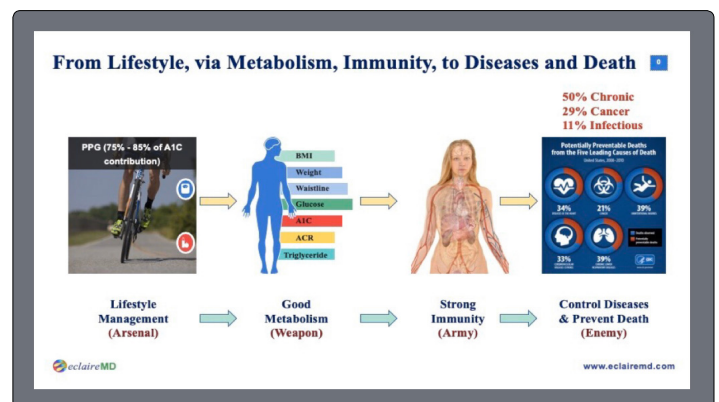 From Lifestyle, via Metabolism, Immunity, to Diseases and Death
50% Chronic
29% Cancer
11% Infectious
PPG (75% - 85% of A1C
contribution)
BMI
Weight
Waistline
Glucose
A1C
ACR
Triglyceride
Potentially Preventable Deaths
from the Five Leading Causes of Death
34%
21%
39%
33%
39%
Lifestyle
Management
(Arsenal)
Good
Metabolism
(Weapon)
Strong
Immunity
(Army)
Control Diseases
& Prevent Death
(Enemy)
eclaireMD
www.eclairemd.com